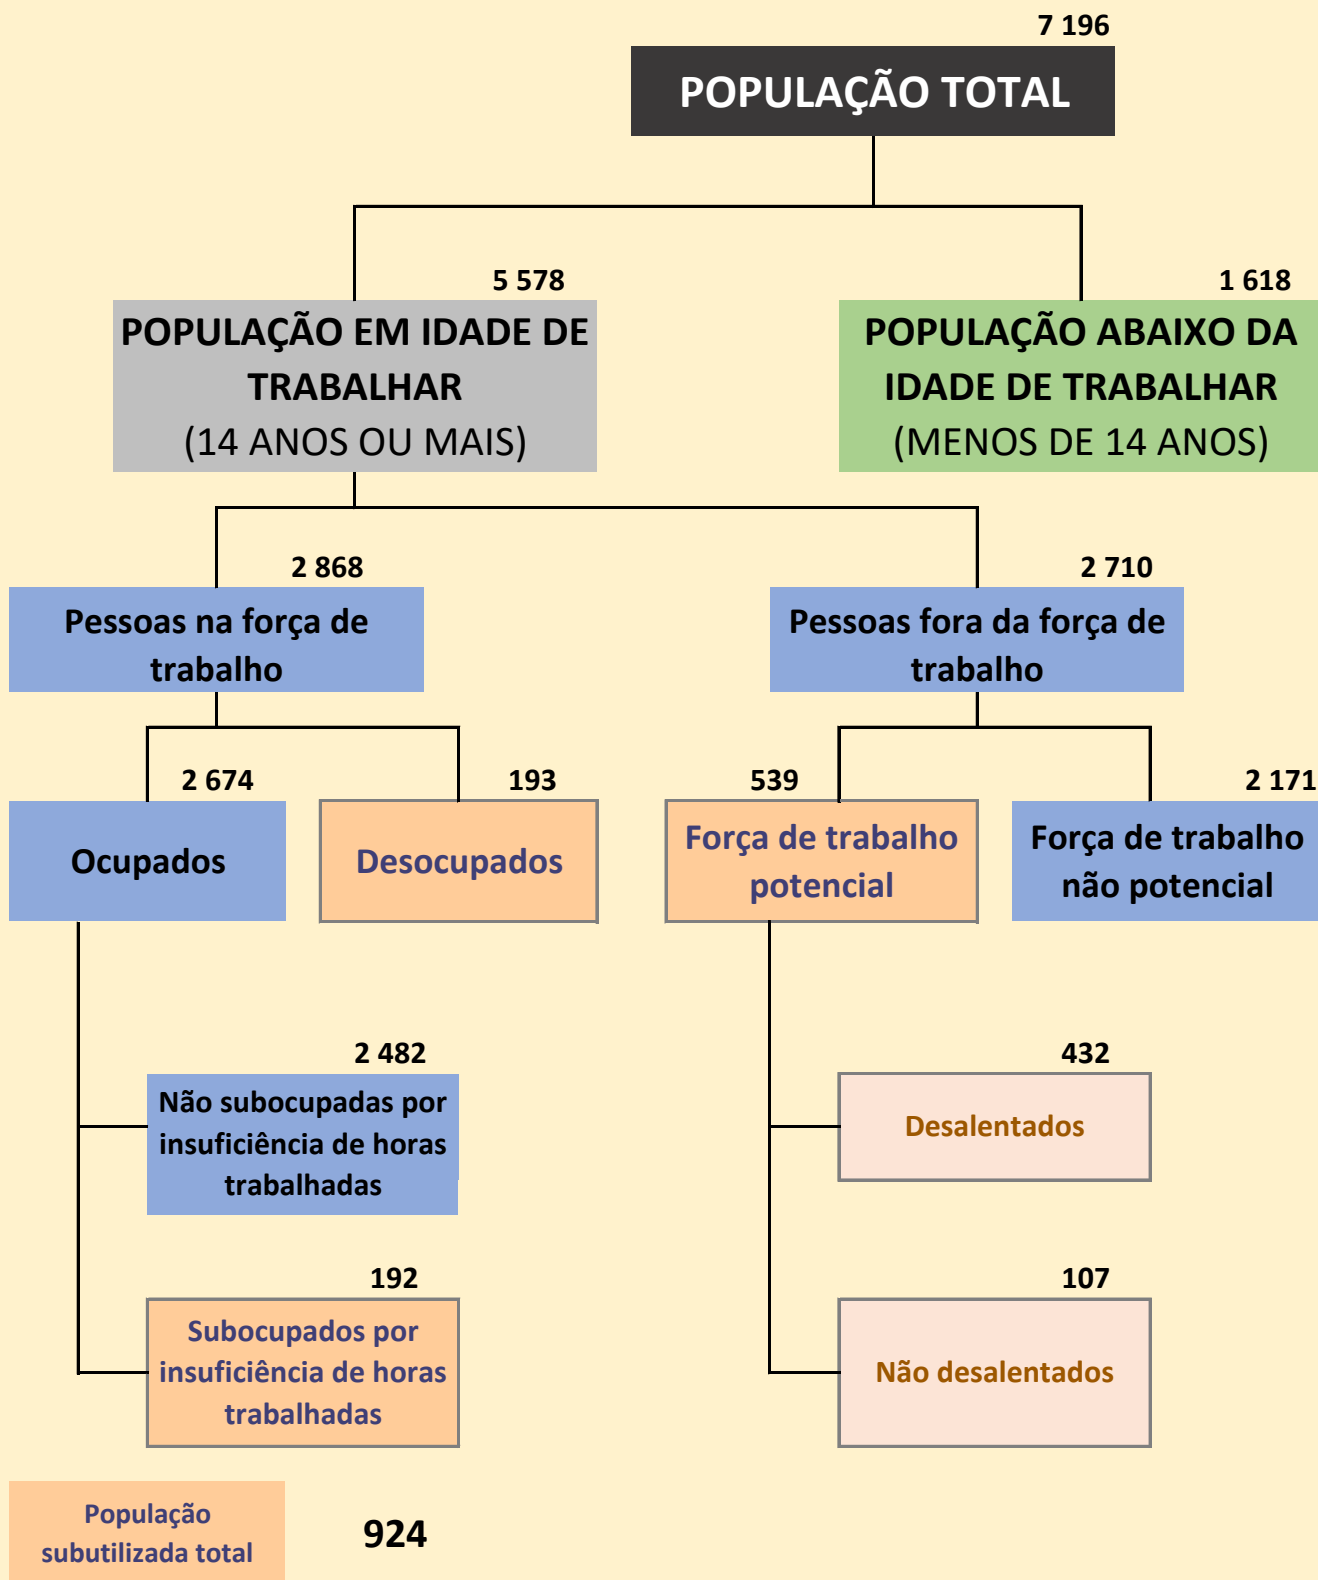 7 196
POPULAÇÃO TOTAL
5 578
POPULAÇÃO EM IDADE DE
TRABALHAR
(14 ANOS OU MAIS)
1 618
POPULAÇÃO ABAIXO DA
IDADE DE TRABALHAR
(MENOS DE 14 ANOS)
2 868
Pessoas na força de
trabalho
2 710
Pessoas fora da força de
trabalho
2 674
Ocupados
193
Desocupados
539
Força de trabalho
potencial
2 171
Força de trabalho
não potencial
2 482
Não subocupadas por
insuficiência de horas
trabalhadas
432
Desalentados
192
Subocupados por
insuficiência de horas
trabalhadas
107
Não desalentados
População
subutilizada total
924